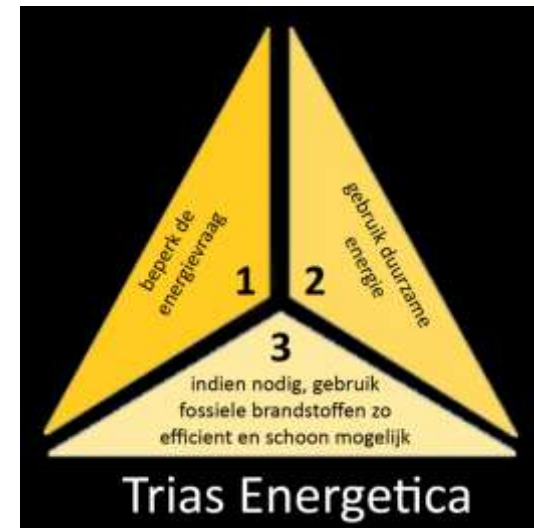 beperk de
energievraag
1
2
gebruik duurzame
energie
3
indien nodig, gebruik
fossiele brandstoffen zo
efficient en schoon mogelijk
Trias Energetica